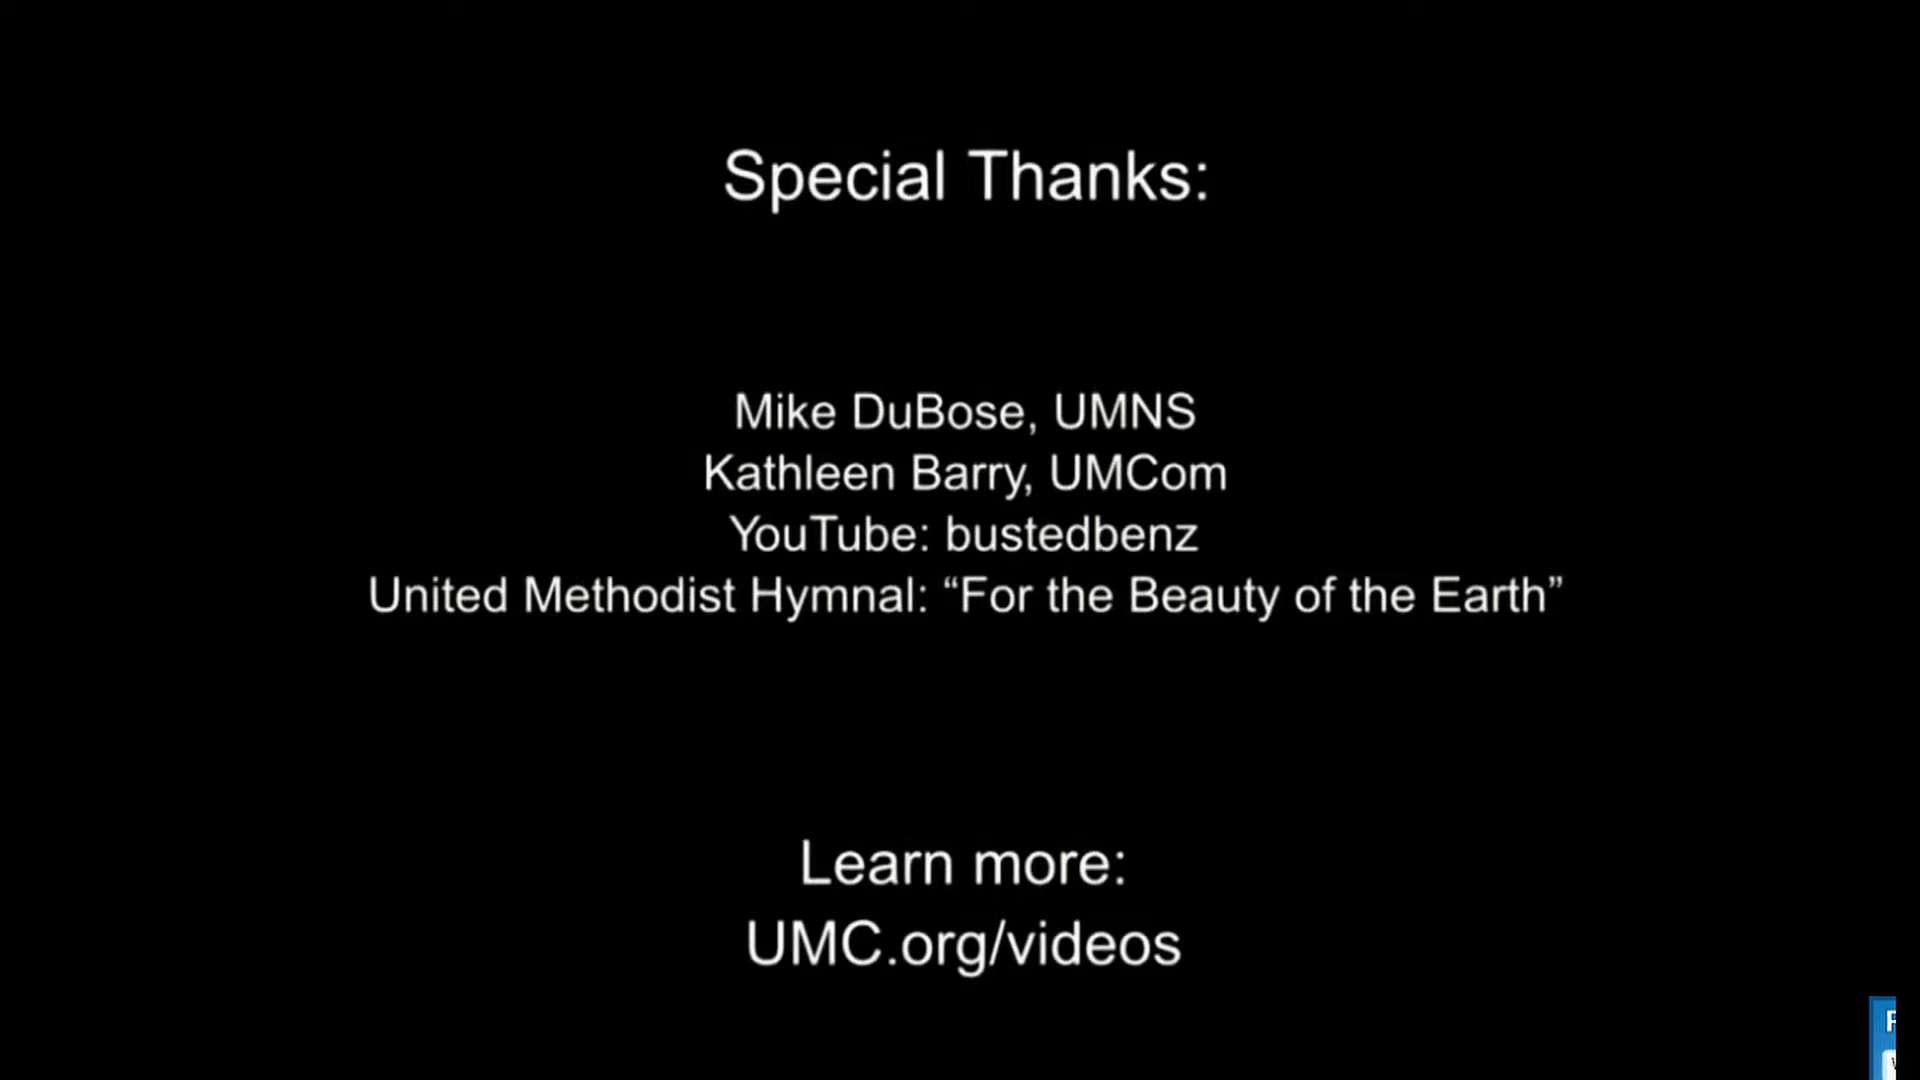 Special Thanks:
Mike DuBose, UMNS
Kathleen Barry, UMCom
YouTube: bustedbenz
United Methodist Hymnal: “For the Beauty of the Earth”
Learn more:
UMC.org/videos